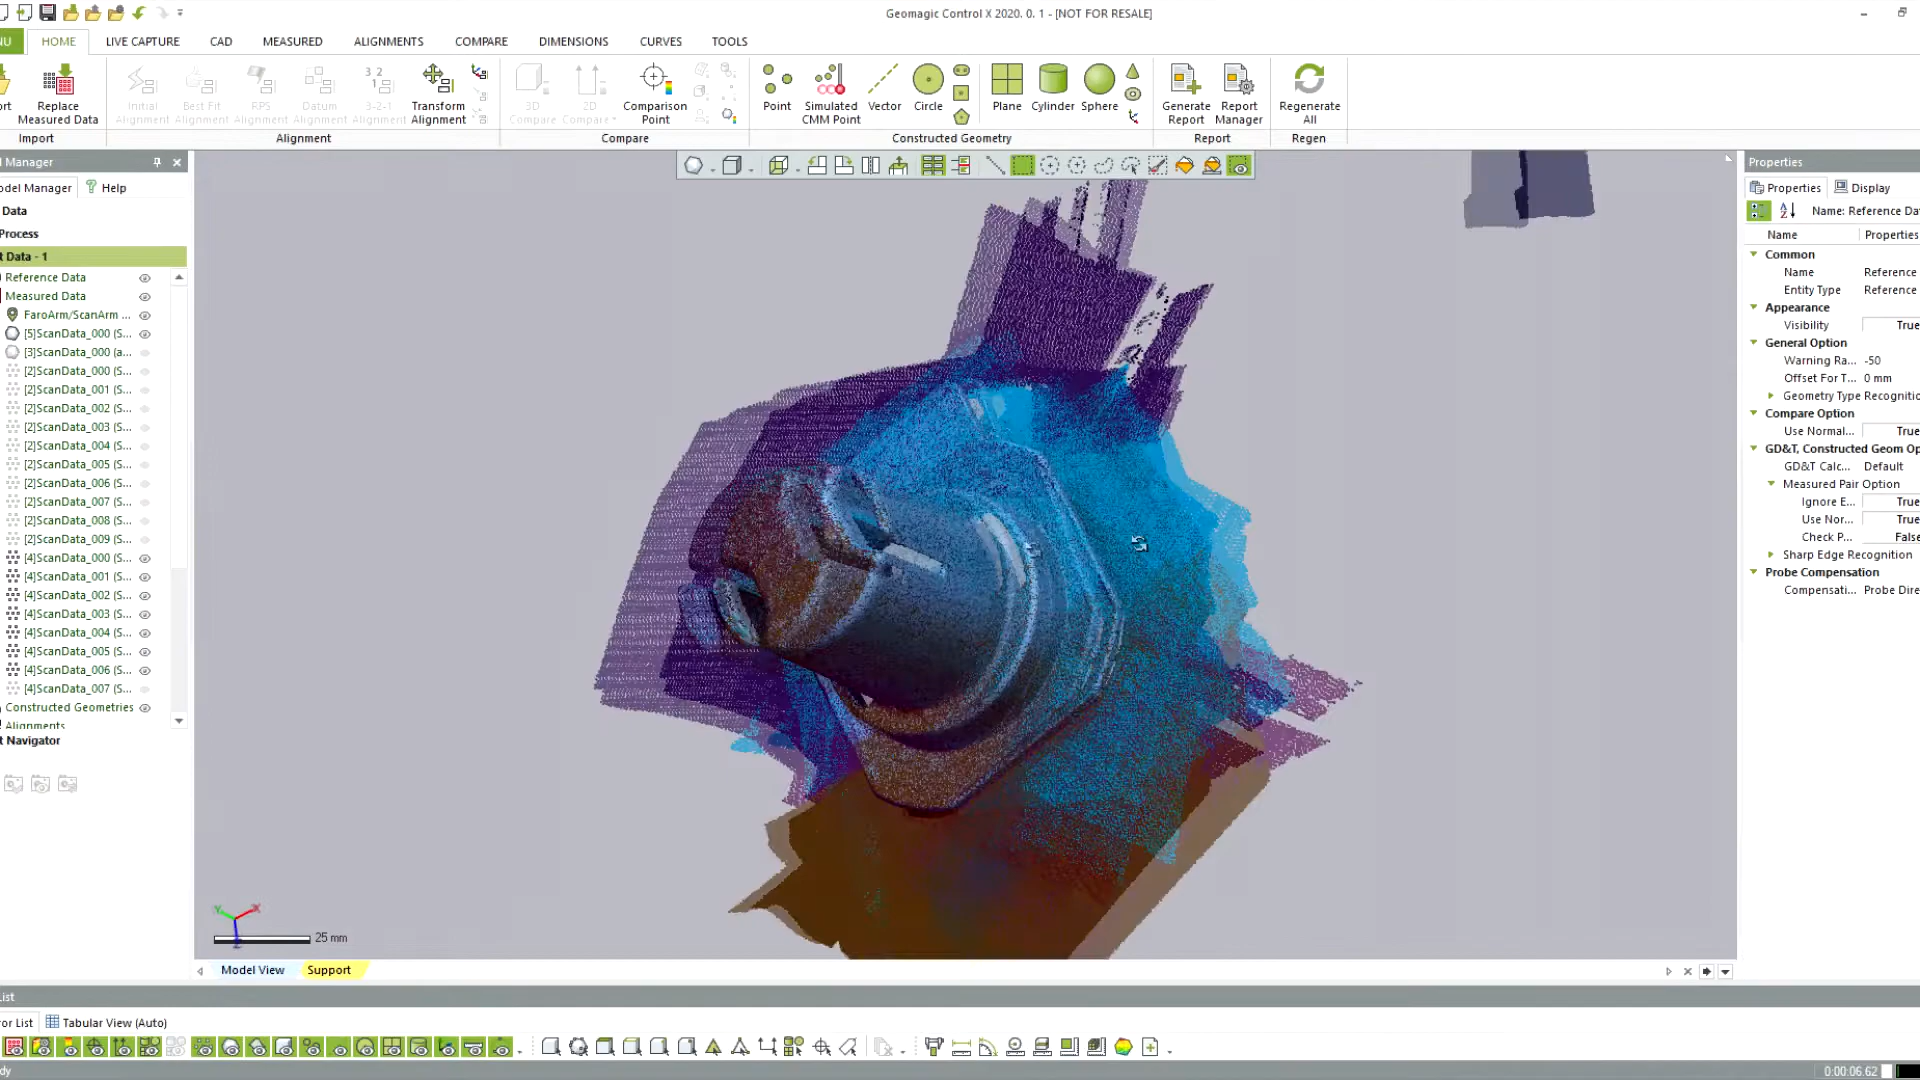 Geomagic Control X 2020. 0. 1 - [NOT FOR RESALE]
NU HOME LIVE CAPTURE CAD MEASURED ALIGNMENTS COMPARE DIMENSIONS CURVES TOOLS
ort Replace Measured Data Initial Alignment Best Fit Alignment RPS Alignment Datum Alignment 3-2-1 Alignment Transform Alignment 3D Compare 2D Compare Comparison Point Point Simulated CMM Point Vector Circle Plane Cylinder Sphere Generate Report Report Manager Regenerate All
Import Alignment Compare Constructed Geometry Report Regen
l Manager
odel Manager Help
Data
Process
t Data - 1
Reference Data
Measured Data
FaroArm/ScanArm ...
[5]ScanData_000 (S...
[3]ScanData_000 (a...
[2]ScanData_000 (S...
[2]ScanData_001 (S...
[2]ScanData_002 (S...
[2]ScanData_003 (S...
[2]ScanData_004 (S...
[2]ScanData_005 (S...
[2]ScanData_006 (S...
[2]ScanData_007 (S...
[2]ScanData_008 (S...
[2]ScanData_009 (S...
[4]ScanData_000 (S...
[4]ScanData_001 (S...
[4]ScanData_002 (S...
[4]ScanData_003 (S...
[4]ScanData_004 (S...
[4]ScanData_005 (S...
[4]ScanData_006 (S...
[4]ScanData_007 (S...
Constructed Geometries
Alignments
t Navigator
Y X
Z
25 mm
Model View Support
Properties
Properties Display
Name: Reference Da
Name Properties
Common
Name Reference
Entity Type Reference
Appearance
Visibility True
General Option
Warning Ra... -50
Offset For T... 0 mm
Geometry Type Recognitio
Compare Option
Use Normal... True
GD&T, Constructed Geom Op
GD&T Calc... Default
Measured Pair Option
Ignore E... True
Use Nor... True
Check P... False
Sharp Edge Recognition
Probe Compensation
Compensati... Probe Dire
List
or List Tabular View (Auto)
dy
0:00:06.62